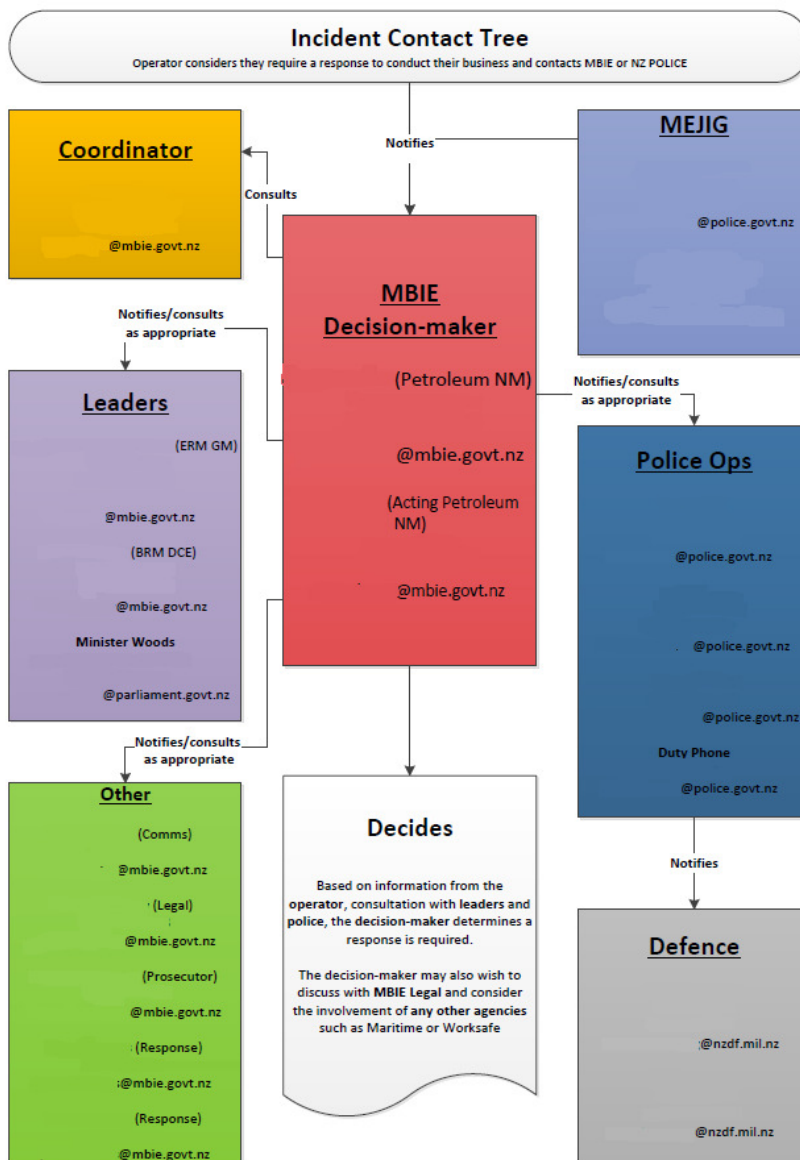 Incident Contact Tree
Operator considers they require a response to conduct their business and contacts MBIE or NZ POLICE
Notifies
Coordinator
@mbie.govt.nz
Consults
MEJIG
@police.govt.nz
MBIE
Decision-maker
(Petroleum NM)
@mbie.govt.nz
(Acting Petroleum
NM)
@mbie.govt.nz
Notifies/consults
as appropriate
Leaders
(ERM GM)
@mbie.govt.nz
(BRM DCE)
@mbie.govt.nz
Minister Woods
@parliament.govt.nz
Notifies/consults
as appropriate
Police Ops
@police.govt.nz
@police.govt.nz
@police.govt.nz
Duty Phone
@police.govt.nz
Notifies/consults
as appropriate
Other
(Comms)
@mbie.govt.nz
(Legal)
@mbie.govt.nz
(Prosecutor)
@mbie.govt.nz
(Response)
s@mbie.govt.nz
(Response)
@mbie.govt.nz
Decides
Based on information from the
operator, consultation with leaders and
police, the decision-maker determines a
response is required.
The decision-maker may also wish to
discuss with MBIE Legal and consider
the involvement of any other agencies
such as Maritime or Worksafe
Notifies
Defence
@nzdf.mil.nz
@nzdf.mil.nz